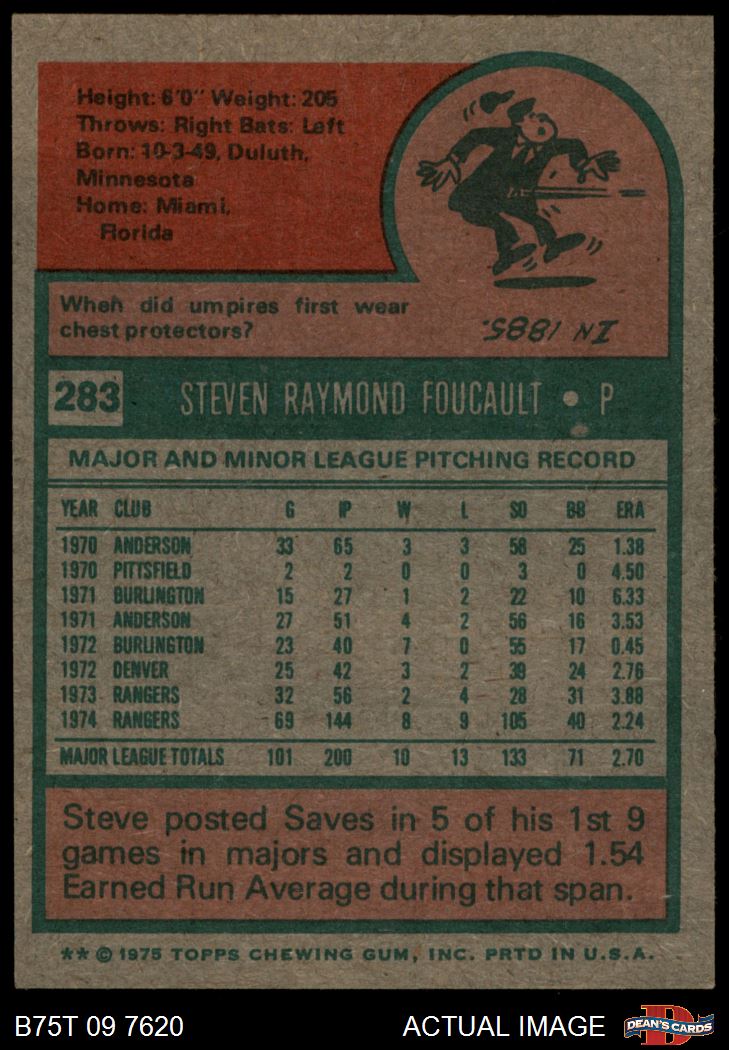 Height: 6'0" Weight: 205
Throws: Right Bats: Left
Born: 10-3-49, Duluth,
Minnesota
Home: Miami,
Florida
When did umpires first wear
chest protectors?
IN 1885.
283 STEVEN RAYMOND FOUCAULT • P
MAJOR AND MINOR LEAGUE PITCHING RECORD
YEAR CLUB G IP W L SO BB ERA
1970 ANDERSON 33 65 3 3 58 25 1.38
1970 PITTSFIELD 2 2 0 0 3 0 4.50
1971 BURLINGTON 15 27 1 2 22 10 6.33
1971 ANDERSON 27 51 4 2 56 16 3.53
1972 BURLINGTON 23 40 7 0 55 17 0.45
1972 DENVER 25 42 3 2 39 24 2.76
1973 RANGERS 32 56 2 4 28 31 3.88
1974 RANGERS 69 144 8 9 105 40 2.24
MAJOR LEAGUE TOTALS 101 200 10 13 133 71 2.70
Steve posted Saves in 5 of his 1st 9
games in majors and displayed 1.54
Earned Run Average during that span.
** © 1975 TOPPS CHEWING GUM, INC. PRTD IN U.S.A.
B75T 09 7620 ACTUAL IMAGE D DEAN'S CARDS